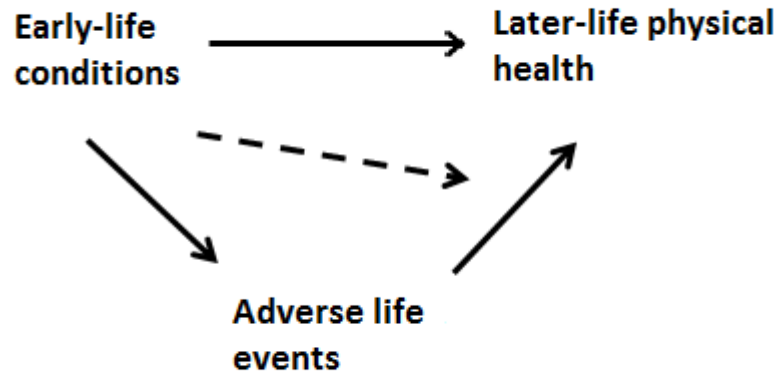 Early-life
conditions
Later-life physical
health
Adverse life
events